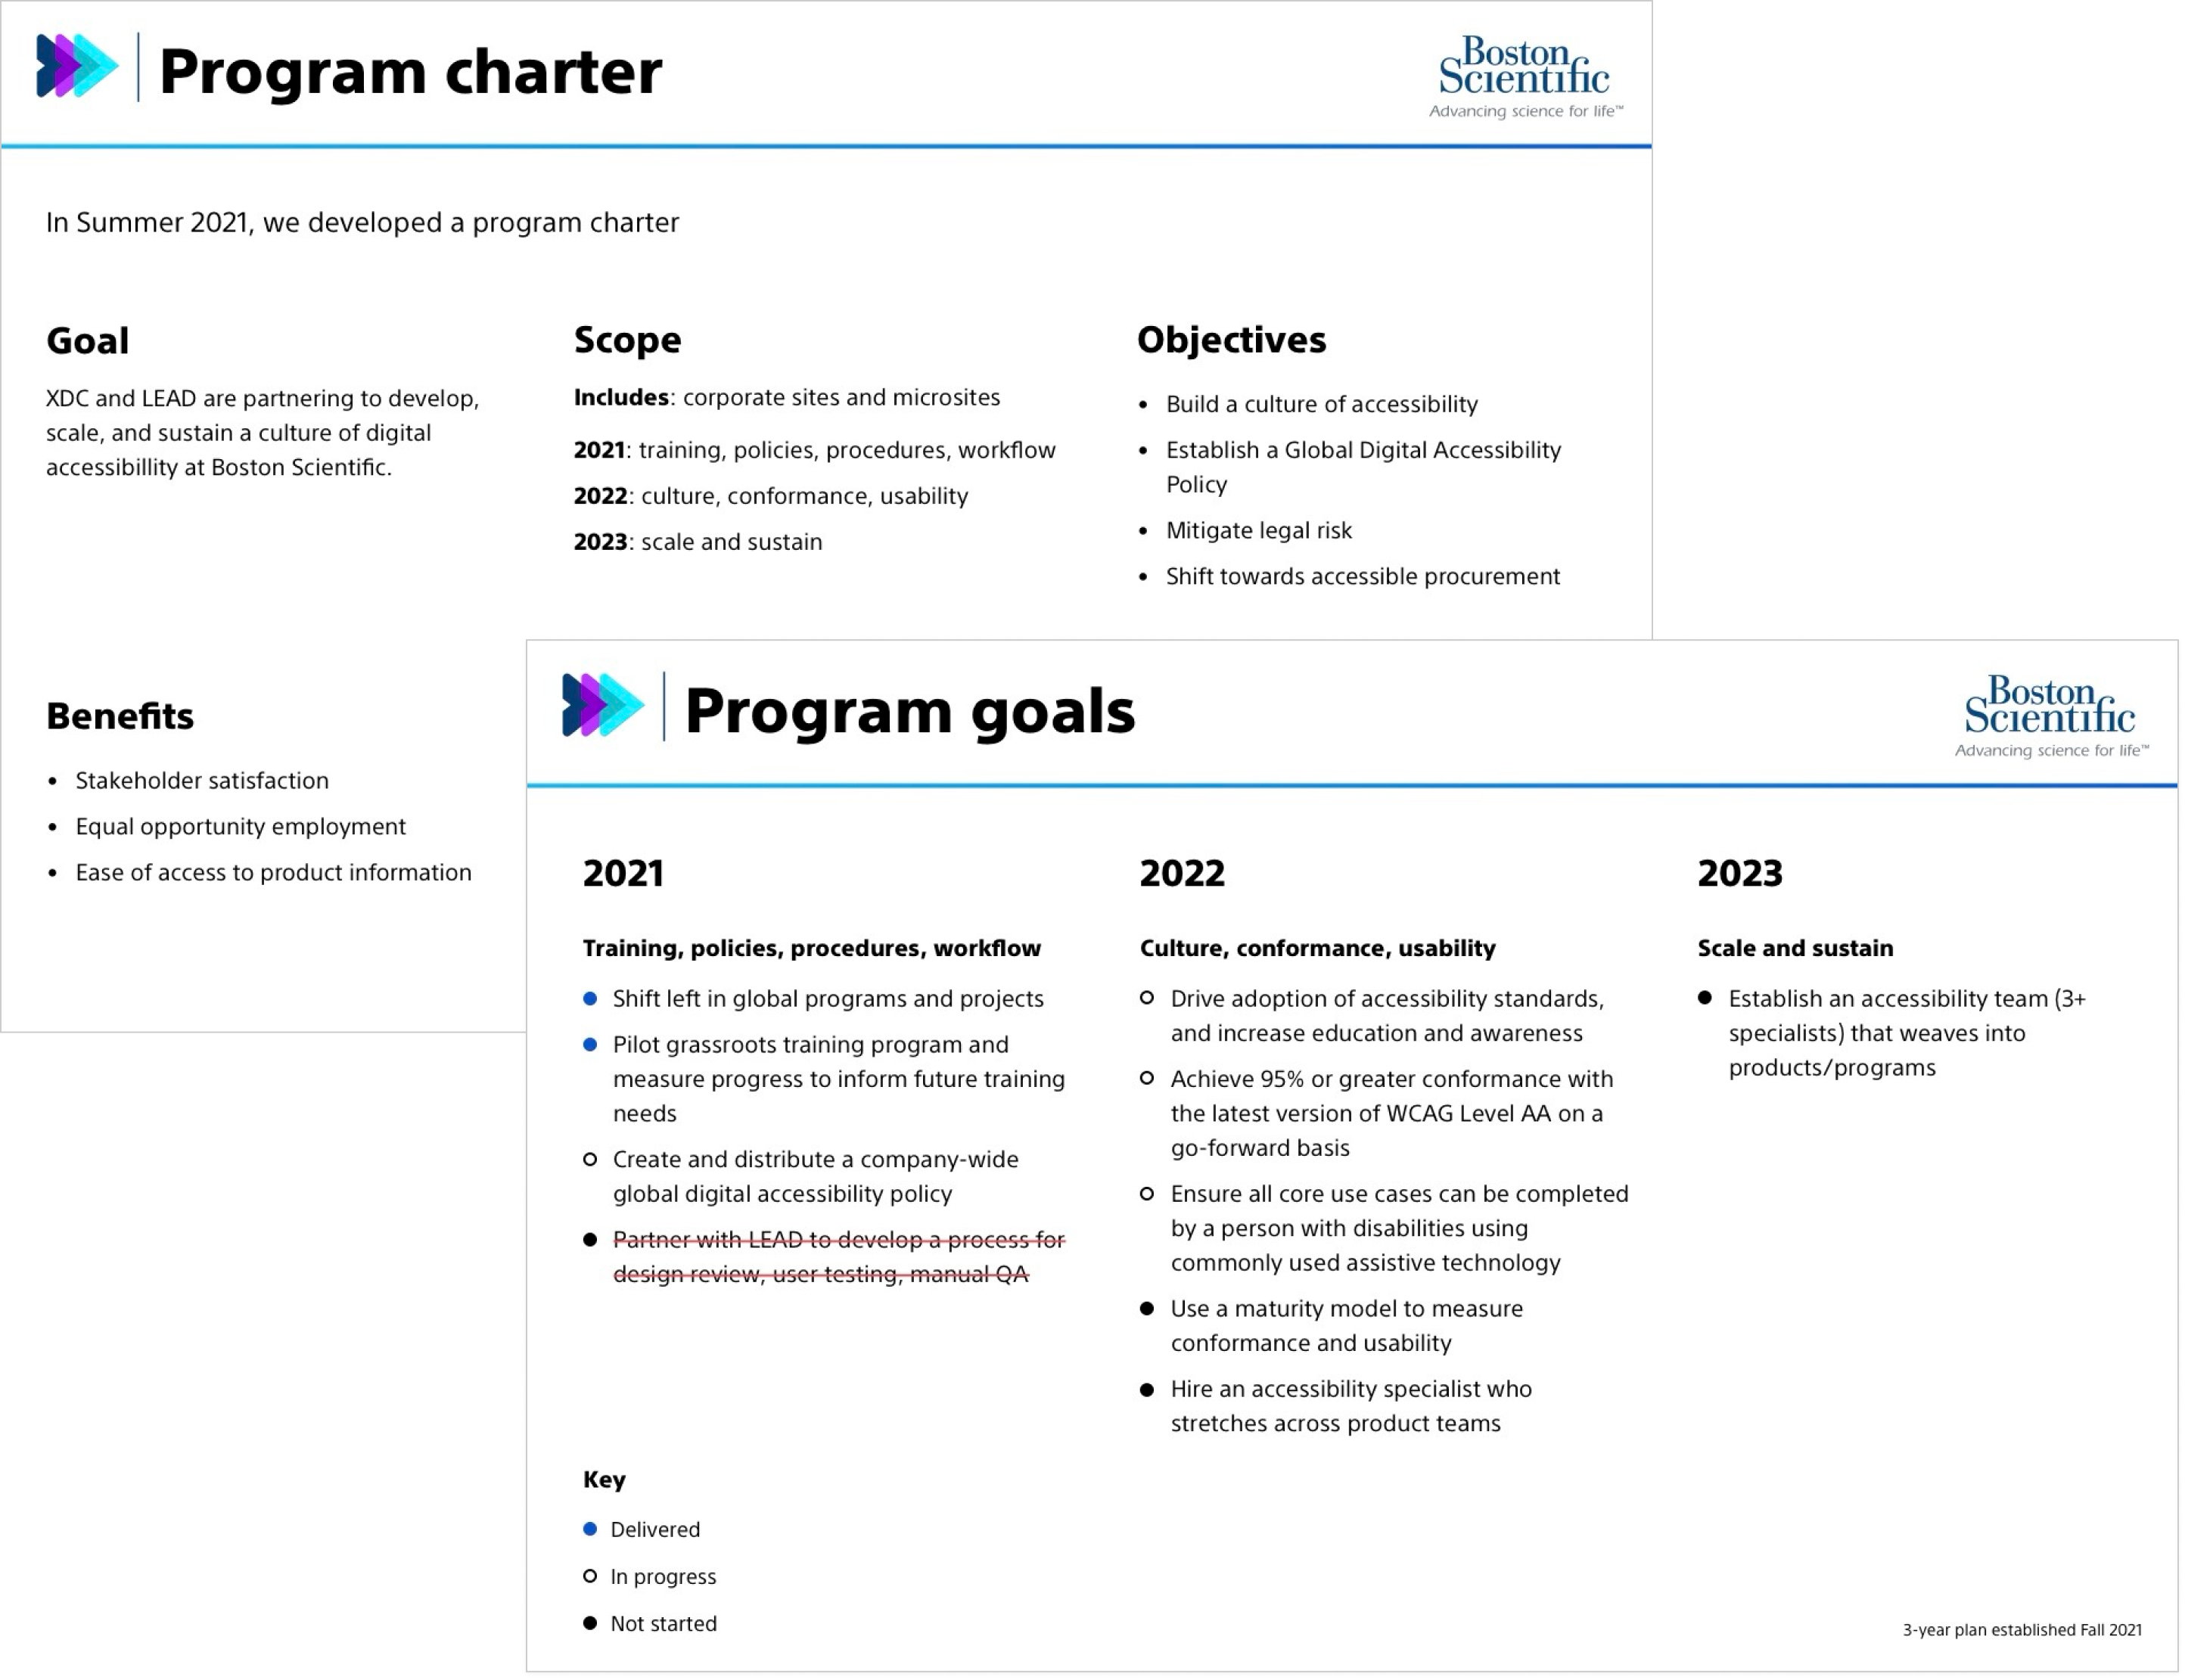 Program charter
Boston
Scientific
Advancing science for life™
In Summer 2021, we developed a program charter
Goal
XDC and LEAD are partnering to develop,
scale, and sustain a culture of digital
accessibillity at Boston Scientific.
Scope
Includes: corporate sites and microsites
2021: training, policies, procedures, workflow
2022: culture, conformance, usability
2023: scale and sustain
Objectives
• Build a culture of accessibility
• Establish a Global Digital Accessibility
Policy
• Mitigate legal risk
• Shift towards accessible procurement
Benefits
• Stakeholder satisfaction
• Equal opportunity employment
• Ease of access to product information
Program goals
Boston
Scientific
Advancing science for life™
2021
Training, policies, procedures, workflow
● Shift left in global programs and projects
● Pilot grassroots training program and
measure progress to inform future training
needs
○ Create and distribute a company-wide
global digital accessibility policy
● Partner with LEAD to develop a process for
design review, user testing, manual QA
2022
Culture, conformance, usability
○ Drive adoption of accessibility standards,
and increase education and awareness
○ Achieve 95% or greater conformance with
the latest version of WCAG Level AA on a
go-forward basis
○ Ensure all core use cases can be completed
by a person with disabilities using
commonly used assistive technology
● Use a maturity model to measure
conformance and usability
● Hire an accessibility specialist who
stretches across product teams
2023
Scale and sustain
● Establish an accessibility team (3+
specialists) that weaves into
products/programs
Key
● Delivered
○ In progress
● Not started
3-year plan established Fall 2021